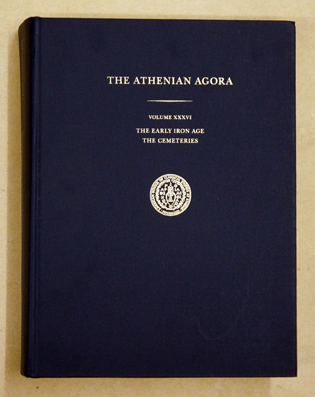 THE ATHENIAN AGORA
VOLUME XXXVI
THE EARLY IRON AGE
THE CEMETERIES